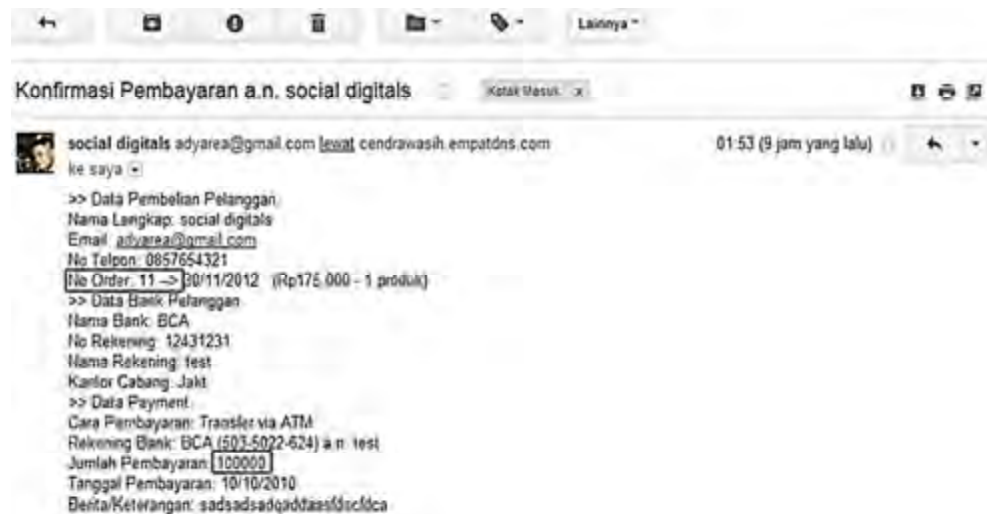 Lainnya
Konfirmasi Pembayaran a.n. social digitals Kotak Masuk x
social digitals adyarea@gmail.com lewat cendrawasih.empatdns.com 01:53 (9 jam yang lalu)
ke saya
>> Data Pembelian Pelanggan
Nama Lengkap: social digitals
Email: adyarea@gmail.com
No Telpon: 0857654321
No Order: 11 --> 30/11/2012 (Rp175.000 - 1 produk)
>> Data Bank Pelanggan
Nama Bank: BCA
No Rekening: 12431231
Nama Rekening: test
Kantor Cabang: Jakt
>> Data Payment
Cara Pembayaran: Transfer via ATM
Rekening Bank: BCA (503-5022-624) a.n. test
Jumlah Pembayaran: 100000
Tanggal Pembayaran: 10/10/2010
Berita/Keterangan: